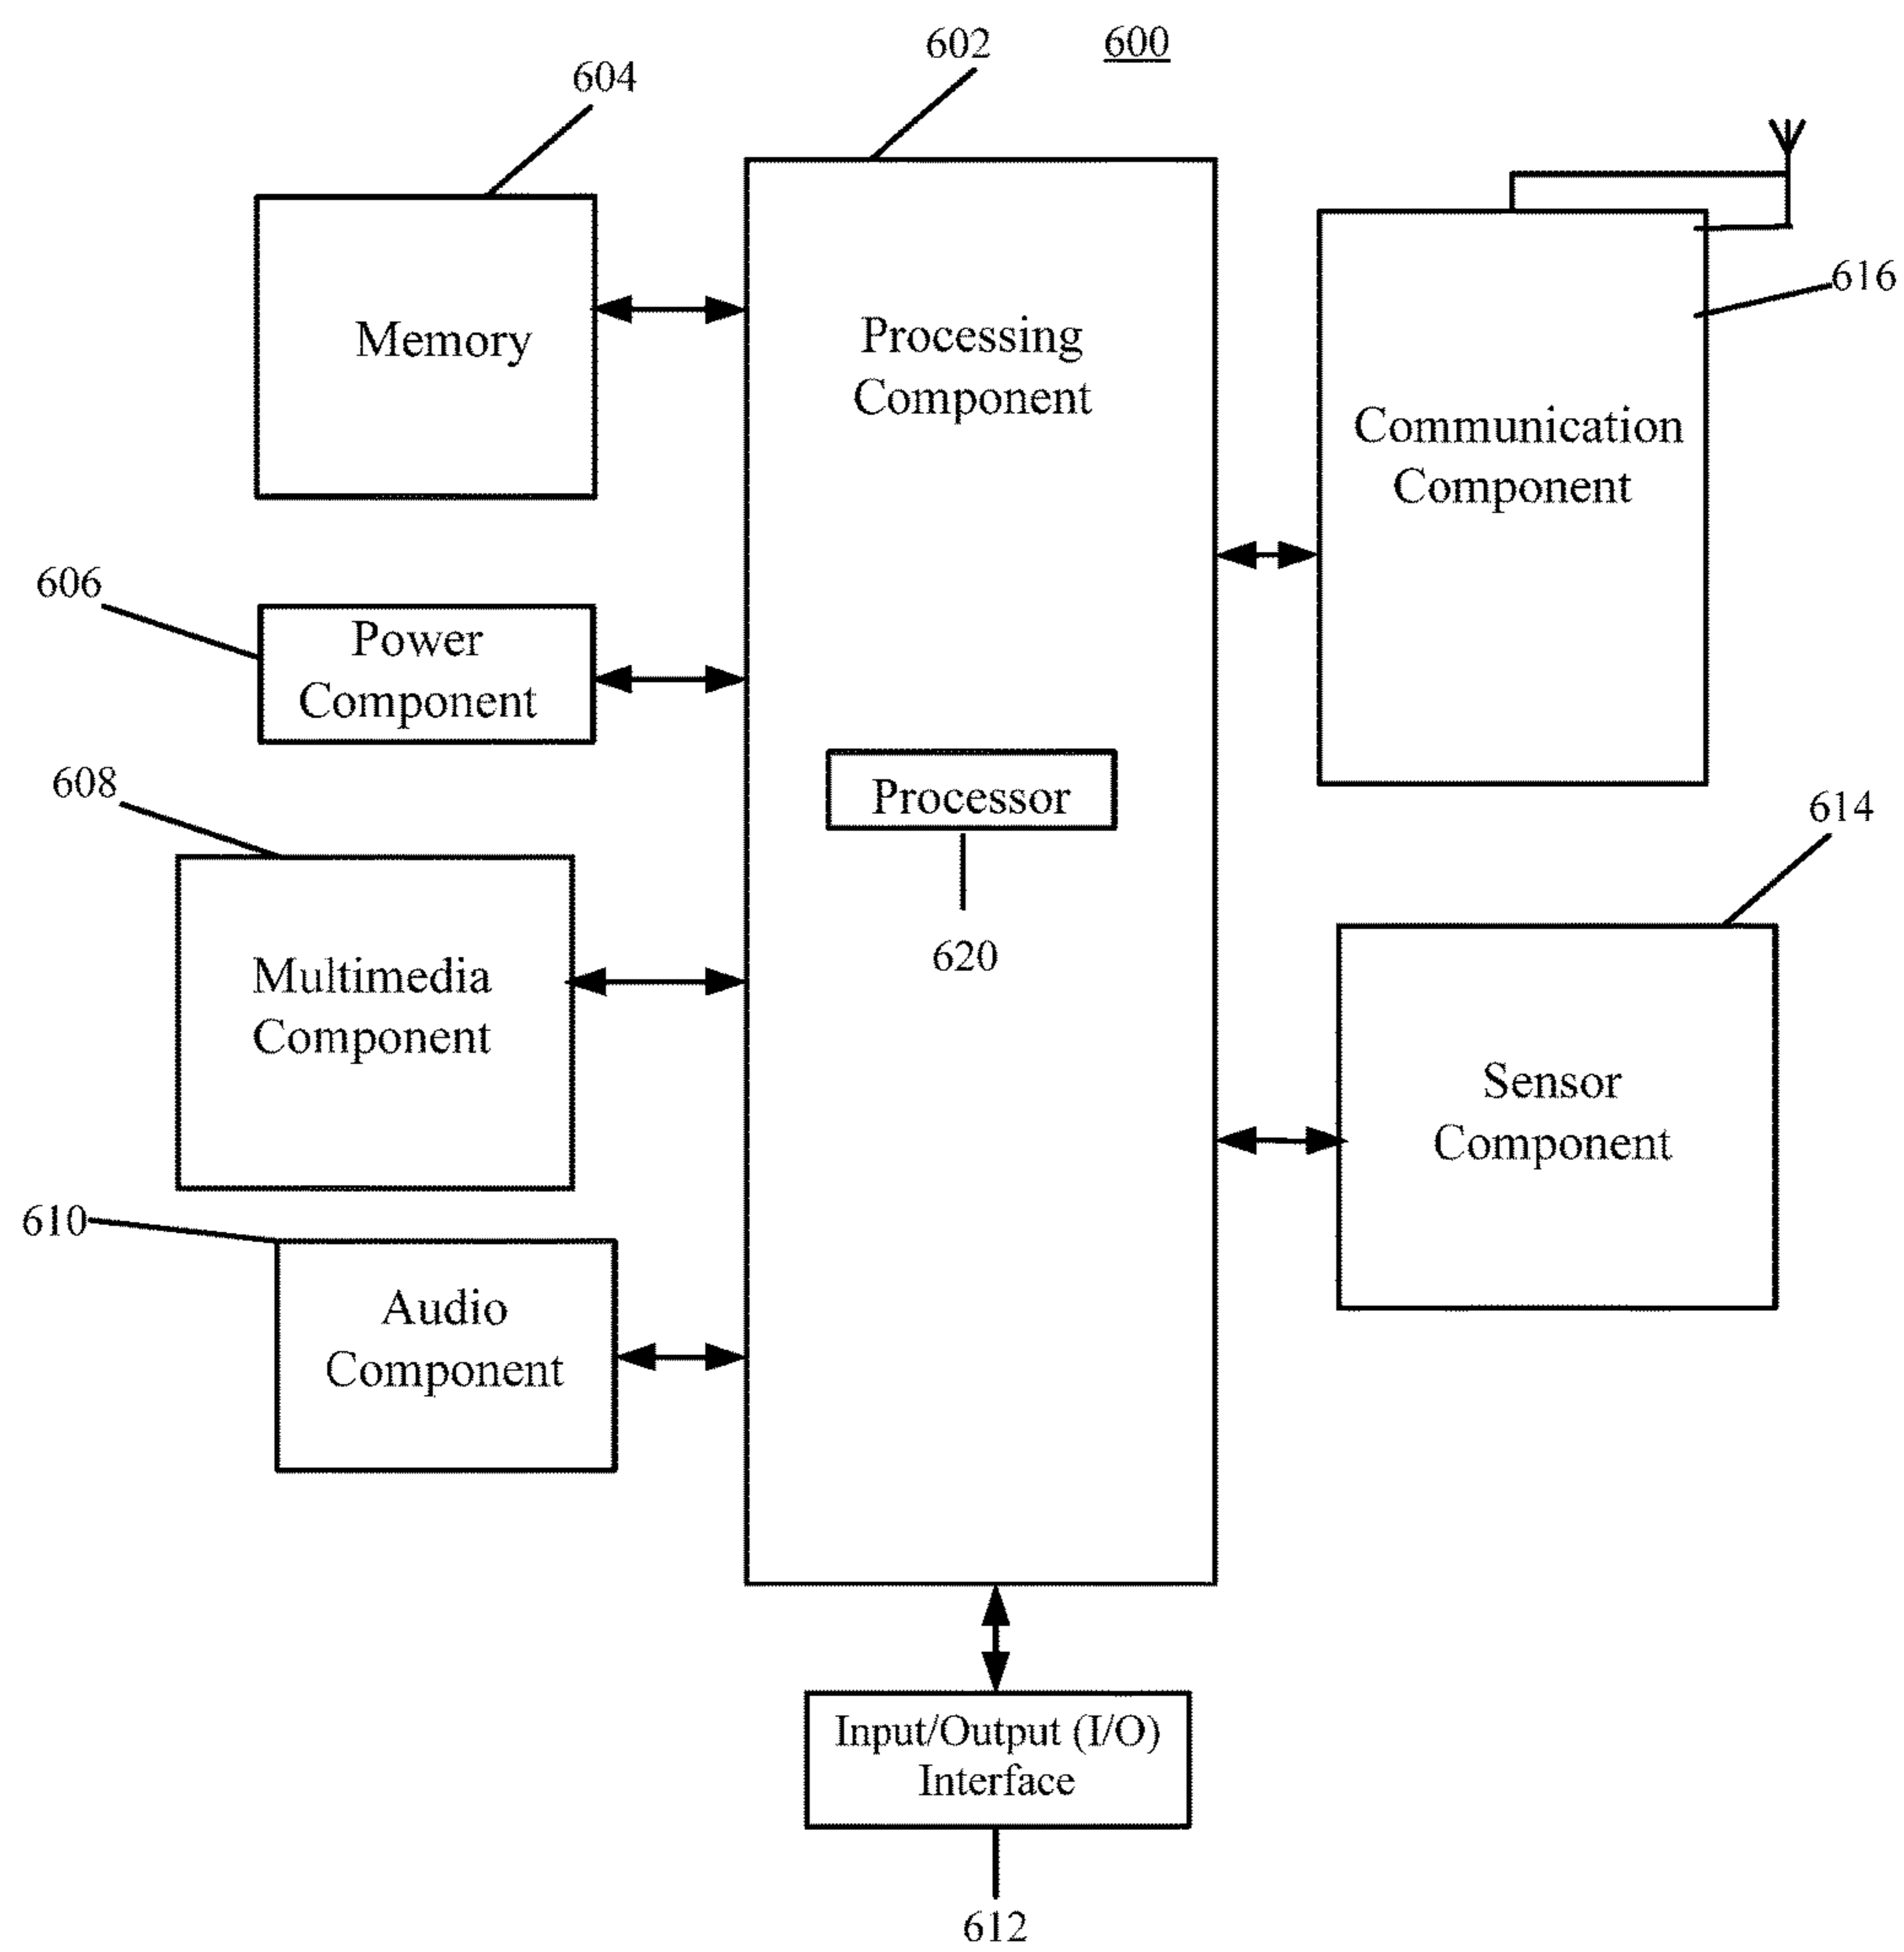 602
600
604
616
Memory
Processing
Component
Communication
Component
606
Power
Component
608
Processor
614
620
Multimedia
Component
Sensor
Component
610
Audio
Component
Input/Output (I/O)
Interface
612